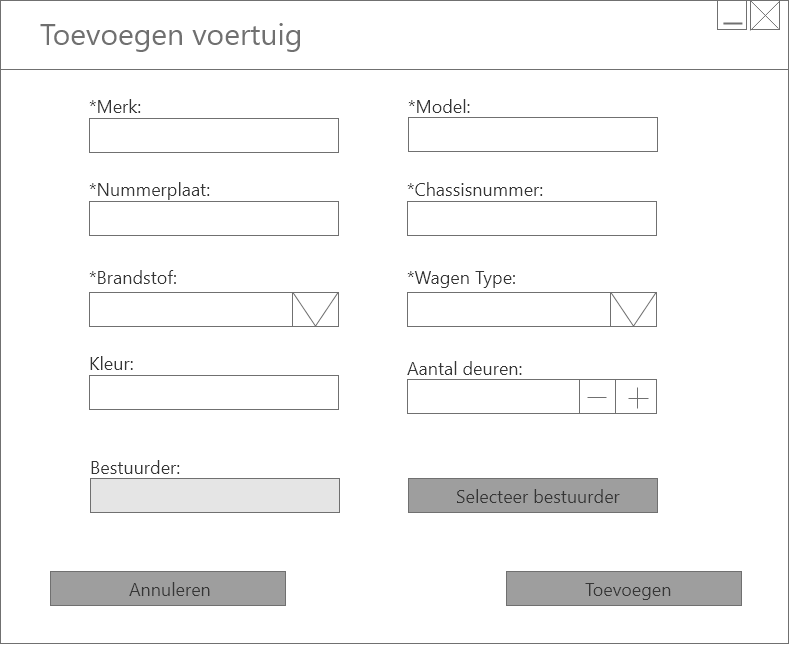 Toevoegen voertuig
*Merk:
*Model:
*Nummerplaat:
*Chassisnummer:
*Brandstof:
*Wagen Type:
Kleur:
Aantal deuren:
Bestuurder:
Selecteer bestuurder
Annuleren
Toevoegen